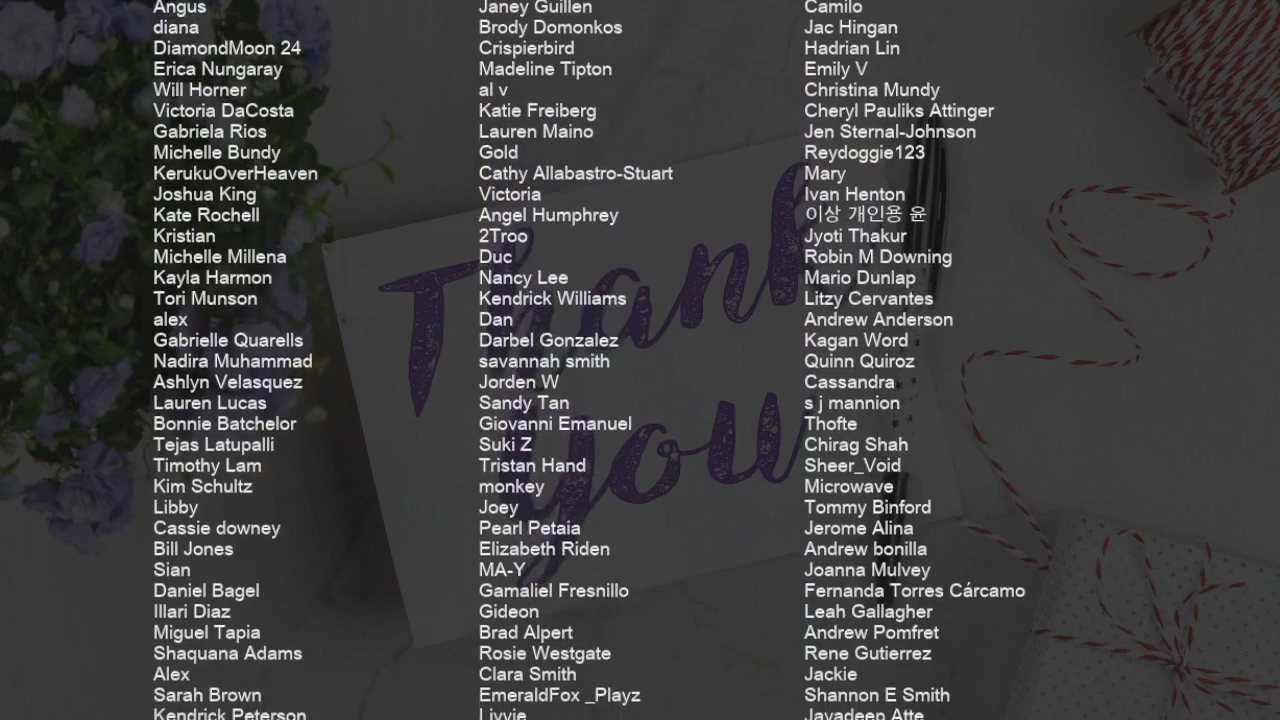 Angus
diana
DiamondMoon 24
Erica Nungaray
Will Horner
Victoria DaCosta
Gabriela Rios
Michelle Bundy
KerukuOverHeaven
Joshua King
Kate Rochell
Kristian
Michelle Millena
Kayla Harmon
Tori Munson
alex
Gabrielle Quarells
Nadira Muhammad
Ashlyn Velasquez
Lauren Lucas
Bonnie Batchelor
Tejas Latupalli
Timothy Lam
Kim Schultz
Libby
Cassie downey
Bill Jones
Sian
Daniel Bagel
Illari Diaz
Miguel Tapia
Shaquana Adams
Alex
Sarah Brown
Kendrick Peterson
Janey Guillen
Brody Domonkos
Crispierbird
Madeline Tipton
al v
Katie Freiberg
Lauren Maino
Gold
Cathy Allabastro-Stuart
Victoria
Angel Humphrey
2Troo
Duc
Nancy Lee
Kendrick Williams
Dan
Darbel Gonzalez
savannah smith
Jorden W
Sandy Tan
Giovanni Emanuel
Suki Z
Tristan Hand
monkey
Joey
Pearl Petaia
Elizabeth Riden
MA-Y
Gamaliel Fresnillo
Gideon
Brad Alpert
Rosie Westgate
Clara Smith
EmeraldFox _Playz
Livvie
Camilo
Jac Hingan
Hadrian Lin
Emily V
Christina Mundy
Cheryl Pauliks Attinger
Jen Sternal-Johnson
Reydoggie123
Mary
Ivan Henton
이상 개인용 윤
Jyoti Thakur
Robin M Downing
Mario Dunlap
Litzy Cervantes
Andrew Anderson
Kagan Word
Quinn Quiroz
Cassandra
s j mannion
Thofte
Chirag Shah
Sheer_Void
Microwave
Tommy Binford
Jerome Alina
Andrew bonilla
Joanna Mulvey
Fernanda Torres Cárcamo
Leah Gallagher
Andrew Pomfret
Rene Gutierrez
Jackie
Shannon E Smith
Jayadeep Atte
Thank
you